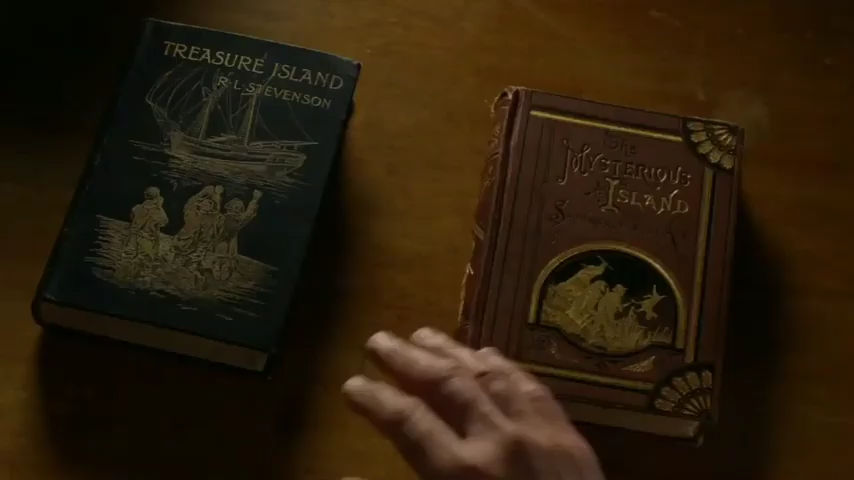 TREASURE ISLAND
R·L·STEVENSON
The
MYSTERIOUS
ISLAND